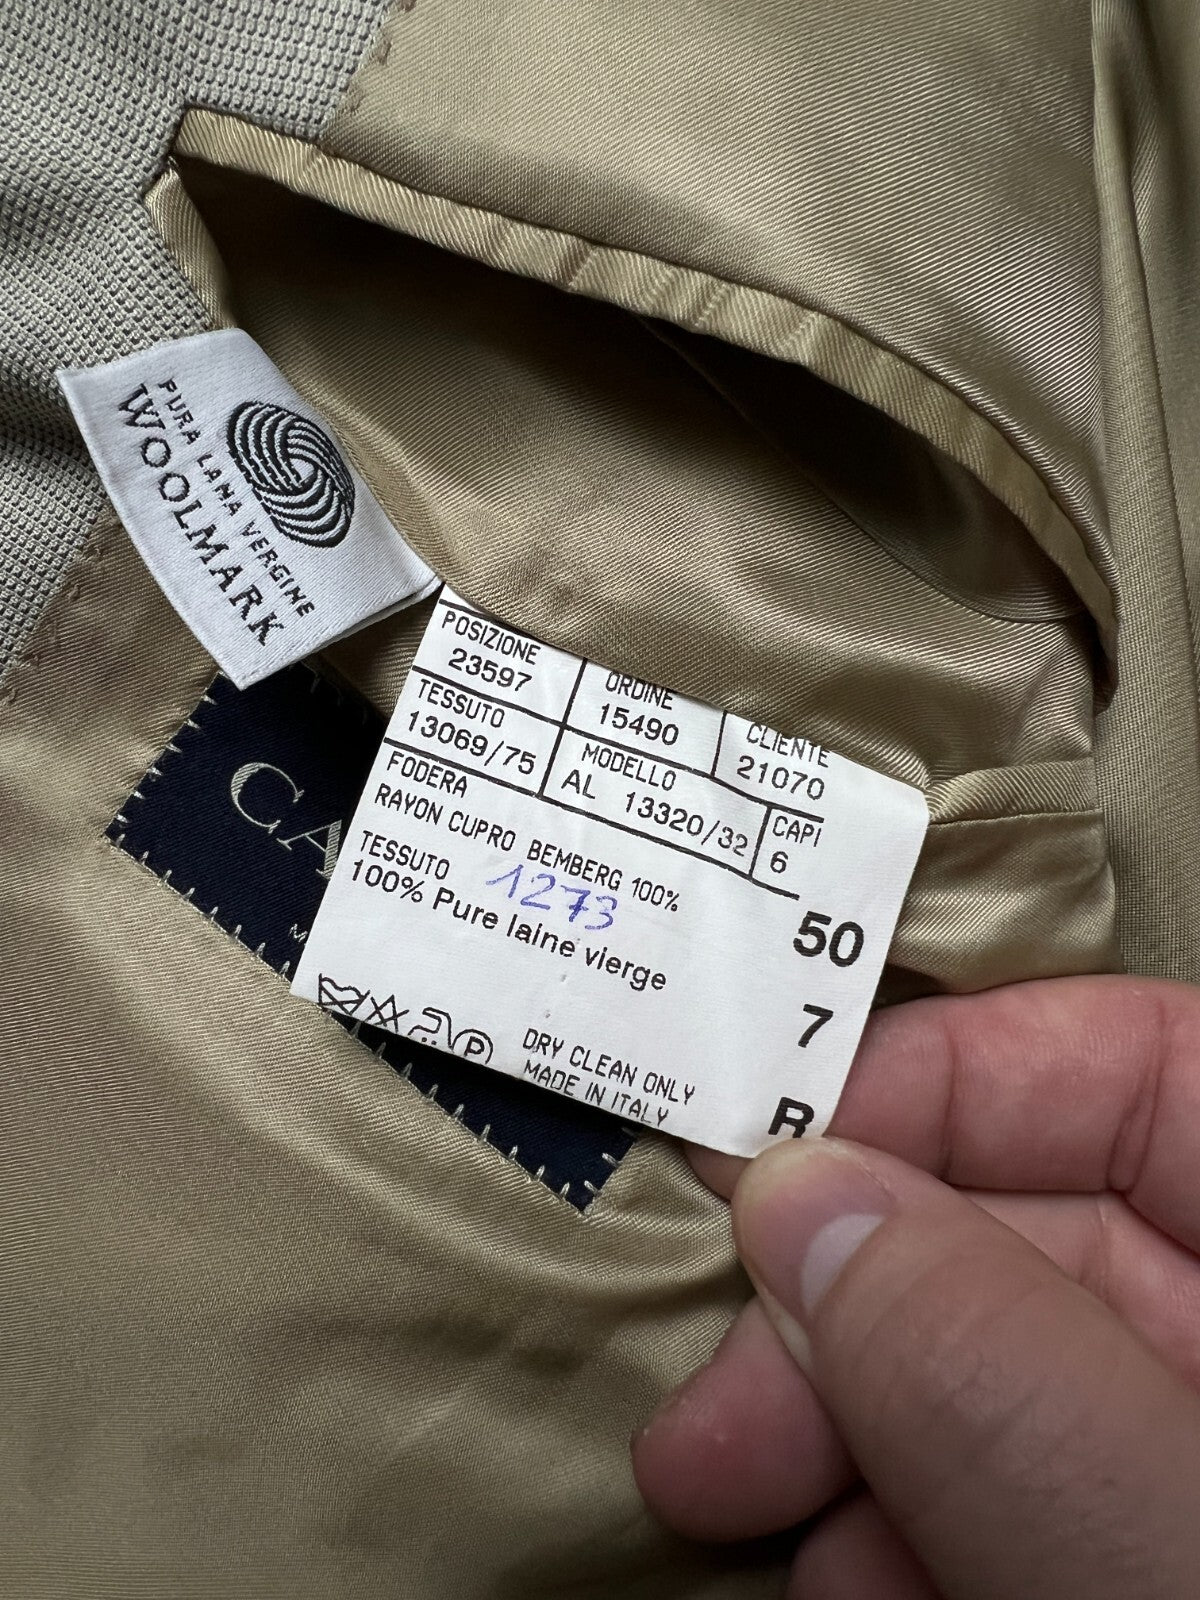 PURA LANA VERGINE
WOOLMARK
POSIZIONE
23597
ORDINE
15490
CLIENTE
21070
TESSUTO
13069/75
MODELLO
AL 13320/32
CAPI
6
FODERA
RAYON CUPRO BEMBERG 100%
TESSUTO
1273
100% Pure laine vierge
50
7
R
P
DRY CLEAN ONLY
MADE IN ITALY
CA